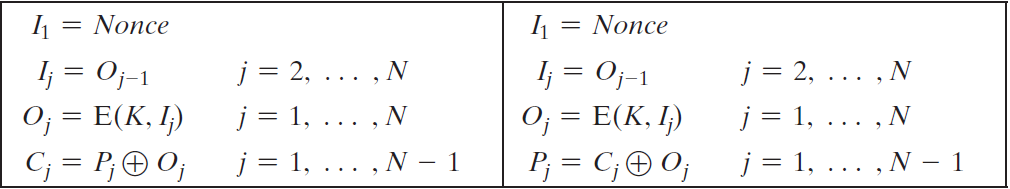 I₁ = Nonce
Iⱼ = Oⱼ₋₁ j = 2, ... , N
Oⱼ = E(K, Iⱼ) j = 1, ... , N
Cⱼ = Pⱼ ⊕ Oⱼ j = 1, ... , N − 1
I₁ = Nonce
Iⱼ = Oⱼ₋₁ j = 2, ... , N
Oⱼ = E(K, Iⱼ) j = 1, ... , N
Pⱼ = Cⱼ ⊕ Oⱼ j = 1, ... , N − 1